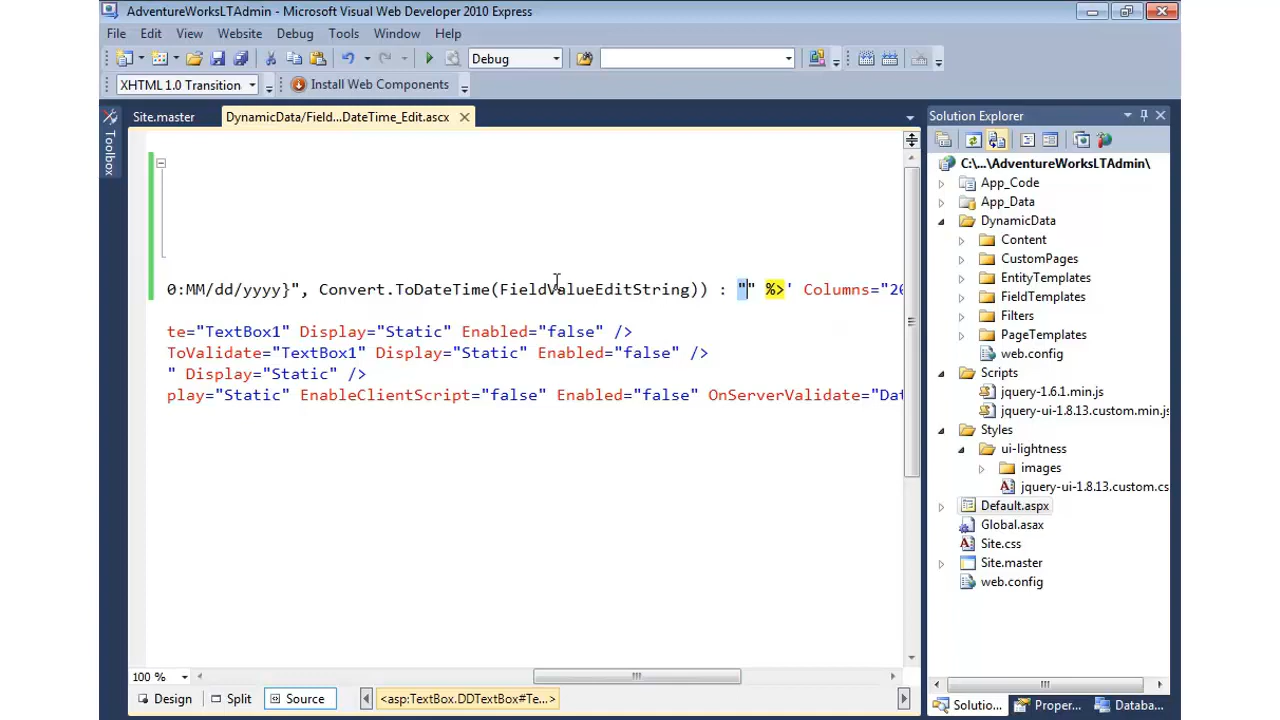 AdventureWorksLTAdmin - Microsoft Visual Web Developer 2010 Express
File Edit View Website Debug Tools Window Help
Debug
XHTML 1.0 Transition Install Web Components
Toolbox
Site.master DynamicData/Field...DateTime_Edit.ascx
0:MM/dd/yyyy}", Convert.ToDateTime(FieldValueEditString)) : "" %>' Columns="20
te="TextBox1" Display="Static" Enabled="false" />
ToValidate="TextBox1" Display="Static" Enabled="false" />
" Display="Static" />
play="Static" EnableClientScript="false" Enabled="false" OnServerValidate="Dat
100 %
Design Split Source <asp:TextBox.DDTextBox#Te...>
Solution Explorer
C:\...\AdventureWorksLTAdmin\
App_Code
App_Data
DynamicData
Content
CustomPages
EntityTemplates
FieldTemplates
Filters
PageTemplates
web.config
Scripts
jquery-1.6.1.min.js
jquery-ui-1.8.13.custom.min.js
Styles
ui-lightness
images
jquery-ui-1.8.13.custom.cs
Default.aspx
Global.asax
Site.css
Site.master
web.config
Solutio... Proper... Databa...